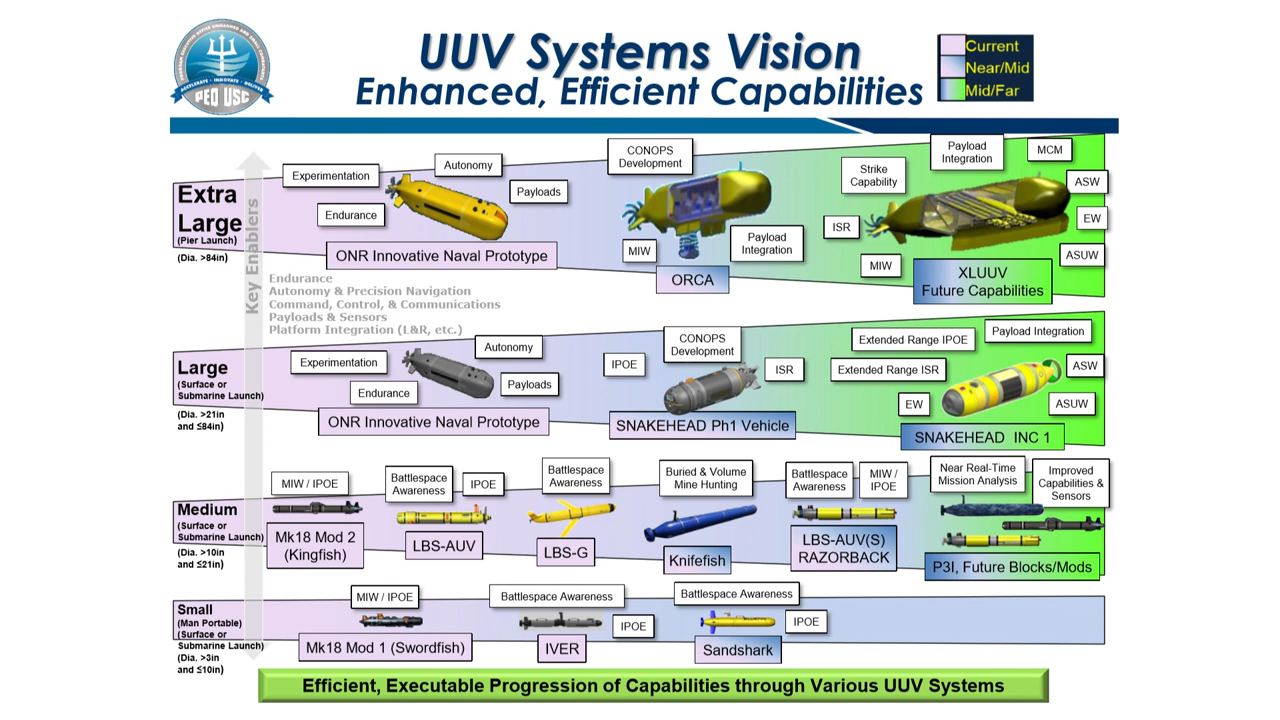 UUV Systems Vision
Enhanced, Efficient Capabilities
Current
Near/Mid
Mid/Far
ACCELERATE · INNOVATE · DELIVER
PEO USC
Key Enablers
Extra
Large
(Pier Launch)
(Dia. >84in)
Experimentation
Autonomy
Payloads
Endurance
ONR Innovative Naval Prototype
CONOPS
Development
MIW
Payload
Integration
ORCA
Strike
Capability
Payload
Integration
MCM
ASW
EW
ASUW
ISR
MIW
XLUUV
Future Capabilities
Endurance
Autonomy & Precision Navigation
Command, Control, & Communications
Payloads & Sensors
Platform Integration (L&R, etc.)
Large
(Surface or
Submarine Launch)
(Dia. >21in
and ≤84in)
Experimentation
Autonomy
Payloads
Endurance
ONR Innovative Naval Prototype
IPOE
CONOPS
Development
ISR
SNAKEHEAD Ph1 Vehicle
Extended Range IPOE
Payload Integration
Extended Range ISR
ASW
EW
ASUW
SNAKEHEAD INC 1
Medium
(Surface or
Submarine Launch)
(Dia. >10in
and ≤21in)
MIW / IPOE
Mk18 Mod 2
(Kingfish)
Battlespace
Awareness
IPOE
LBS-AUV
Battlespace
Awareness
LBS-G
Buried & Volume
Mine Hunting
Knifefish
Battlespace
Awareness
MIW /
IPOE
LBS-AUV(S)
RAZORBACK
Near Real-Time
Mission Analysis
Improved
Capabilities &
Sensors
P3I, Future Blocks/Mods
Small
(Man Portable)
(Surface or
Submarine Launch)
(Dia. >3in
and ≤10in)
MIW / IPOE
Mk18 Mod 1 (Swordfish)
Battlespace Awareness
IPOE
IVER
Battlespace Awareness
IPOE
Sandshark
Efficient, Executable Progression of Capabilities through Various UUV Systems